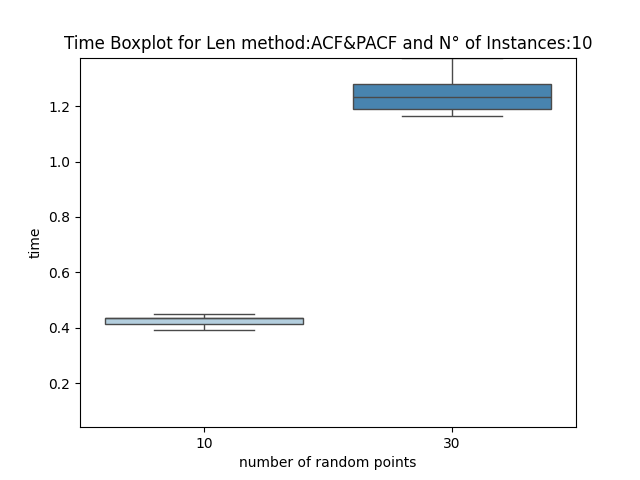 Time Boxplot for Len method:ACF&PACF and N° of Instances:10
1.2
1.0
0.8
0.6
0.4
0.2
time
10
30
number of random points